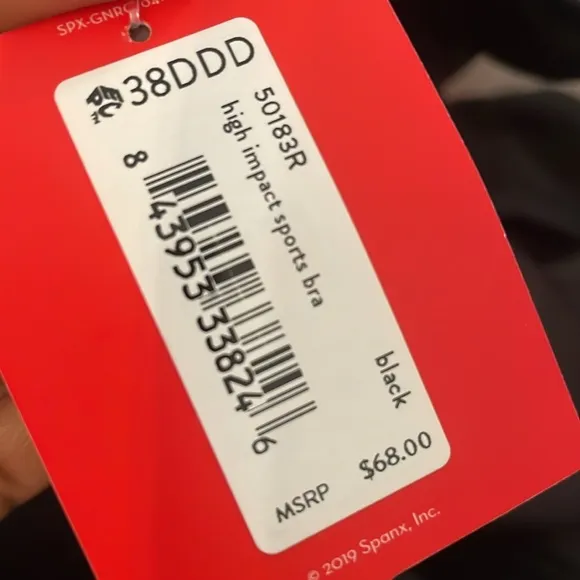 38DDD
50183R
high impact sports bra
8 43953 33824 6
black
MSRP $68.00
© 2019 Spanx, Inc.